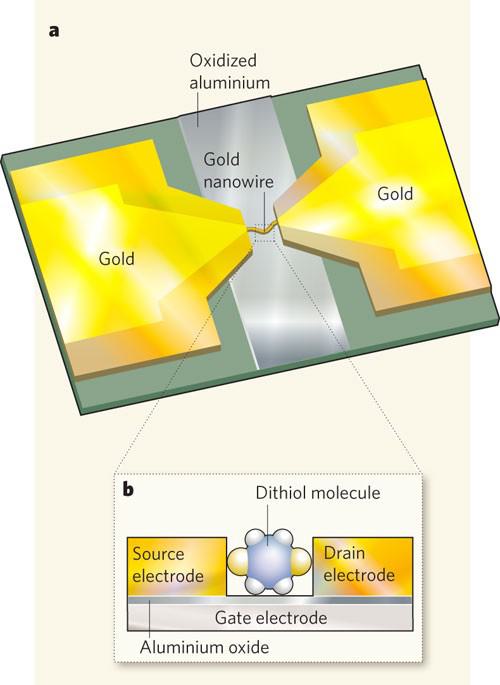 a
Oxidized
aluminium
Gold
nanowire
Gold
Gold
b
Dithiol molecule
Source
electrode
Drain
electrode
Gate electrode
Aluminium oxide